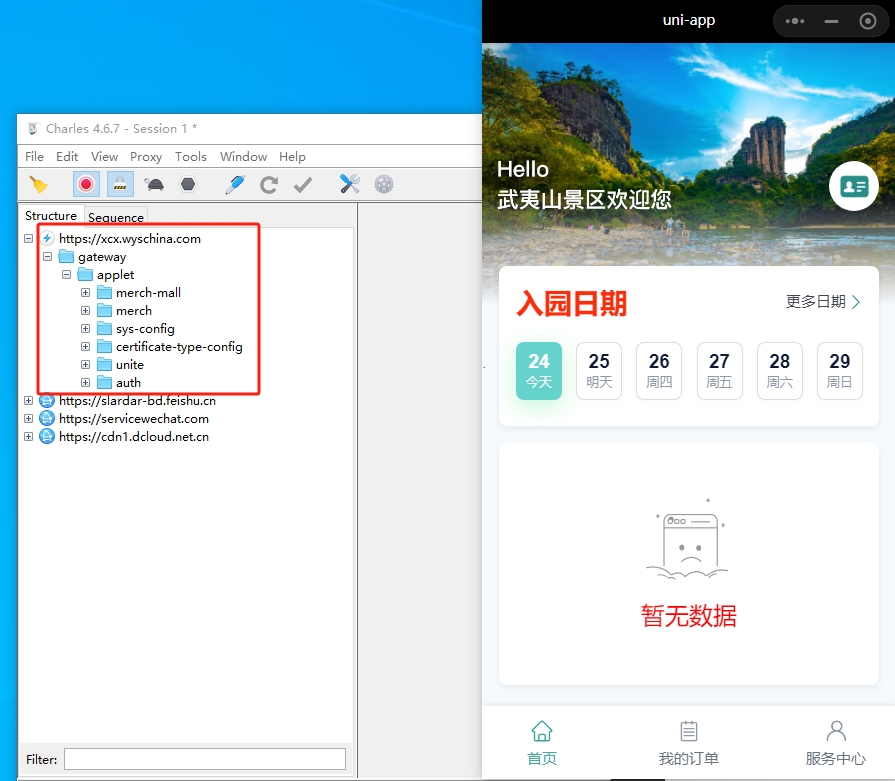 uni-app
Charles 4.6.7 - Session 1 *
File Edit View Proxy Tools Window Help
Structure Sequence
https://xcx.wyschina.com
gateway
applet
merch-mall
merch
sys-config
certificate-type-config
unite
auth
https://slardar-bd.feishu.cn
https://servicewechat.com
https://cdn1.dcloud.net.cn
Filter:
Hello
武夷山景区欢迎您
入园日期
更多日期
24 25 26 27 28 29
今天 明天 周四 周五 周六 周日
暂无数据
首页 我的订单 服务中心